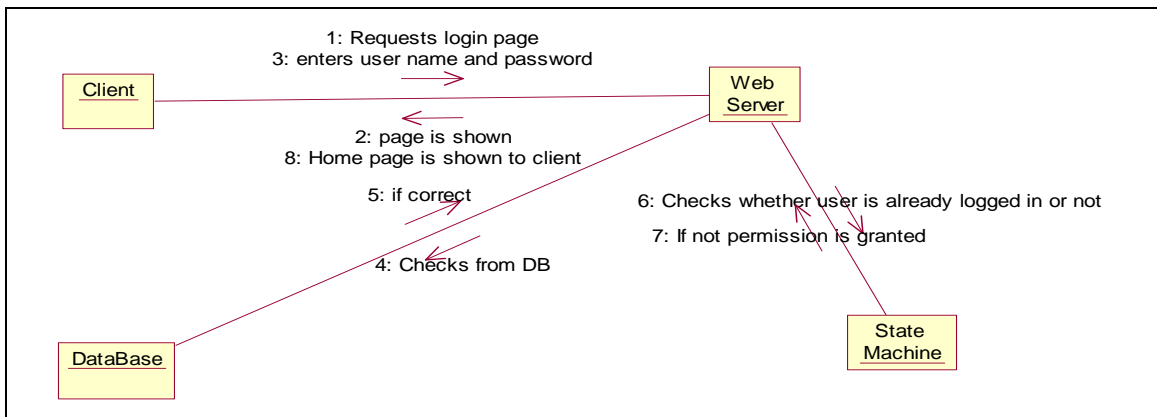 1: Requests login page
3: enters user name and password
Client
Web
Server
2: page is shown
8: Home page is shown to client
5: if correct
6: Checks whether user is already logged in or not
7: If not permission is granted
4: Checks from DB
DataBase
State
Machine